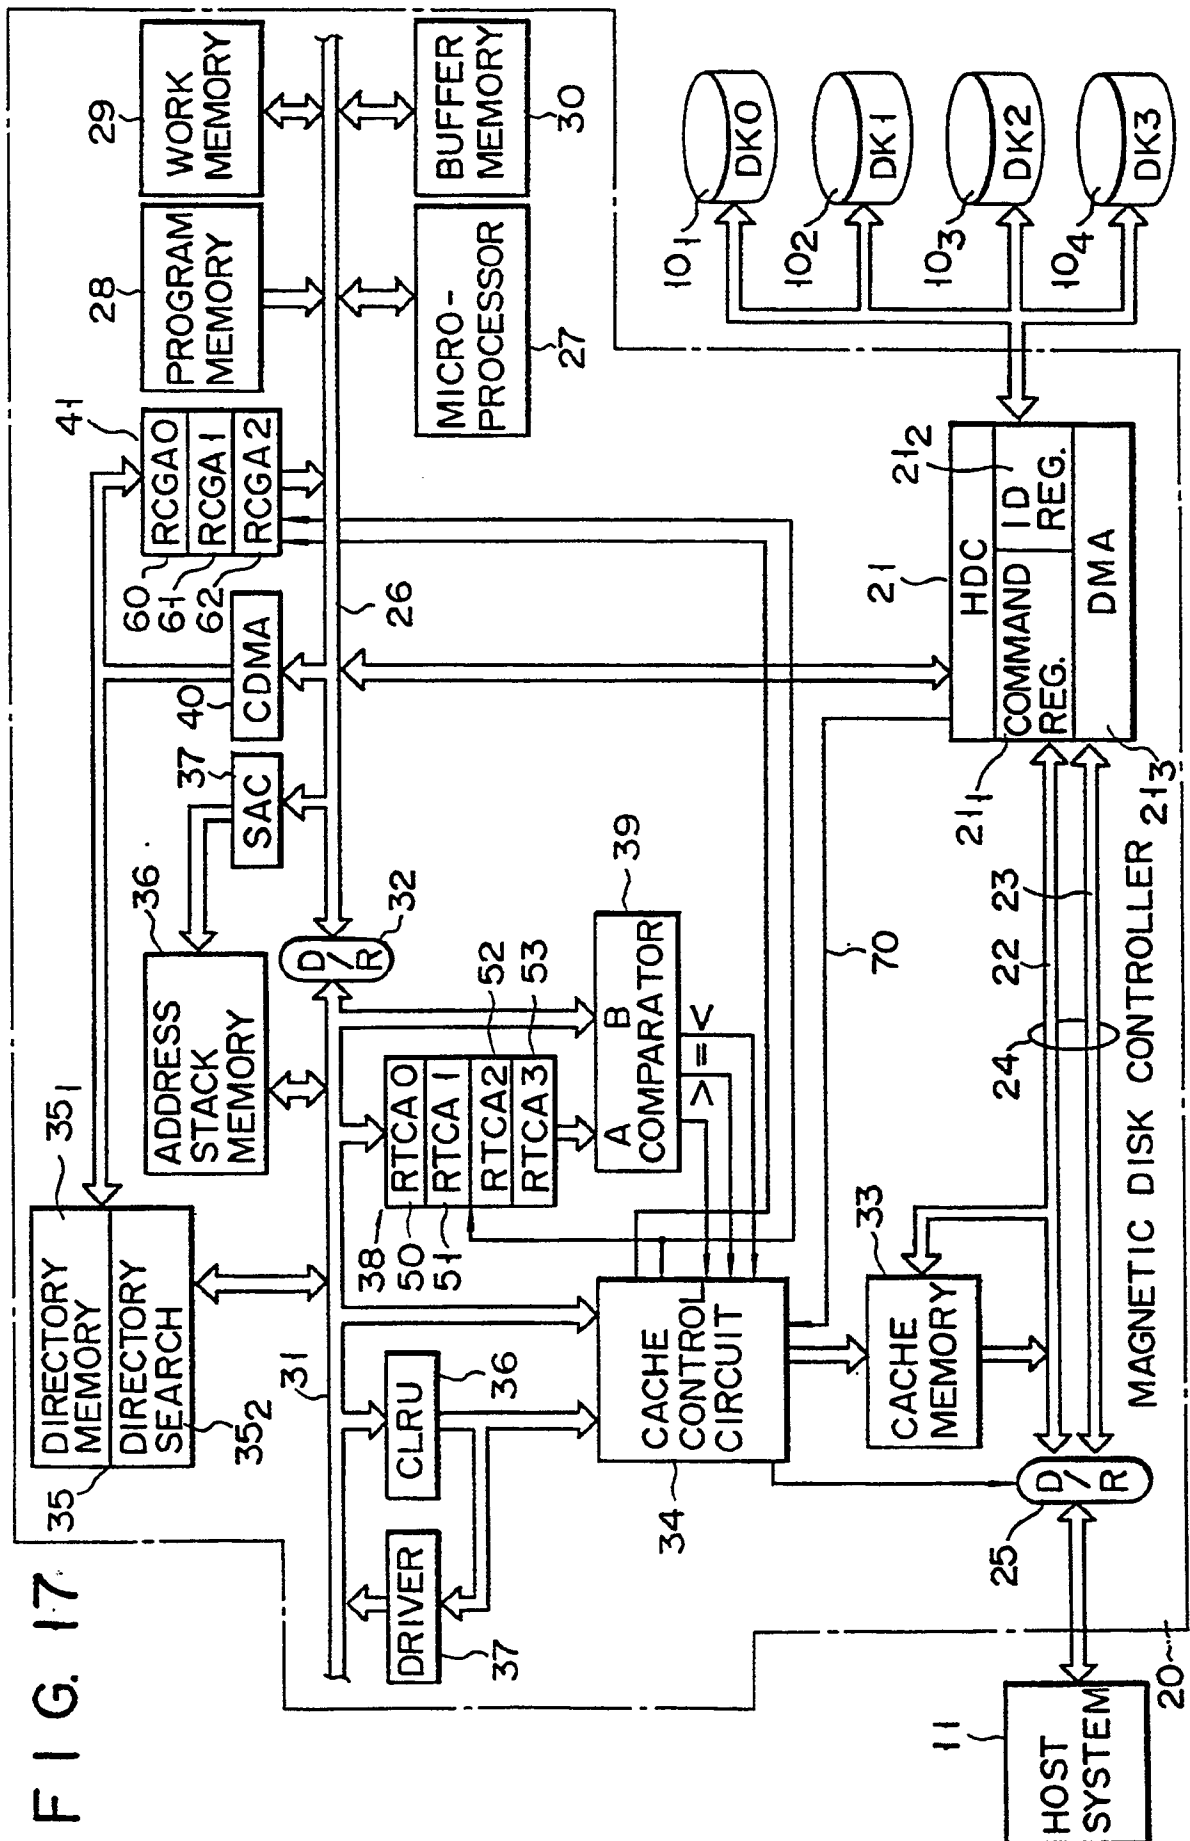 FIG. 17
35
DIRECTORY
MEMORY
35₁
DIRECTORY
SEARCH
35₂
ADDRESS
STACK
MEMORY
36
SAC
37
CDMA
40
RCGA0
RCGA1
RCGA2
60
61
62
41
PROGRAM
MEMORY
28
WORK
MEMORY
29
31
D/R
32
26
MICRO-
PROCESSOR
27
BUFFER
MEMORY
30
DRIVER
37
CLRU
36
38
RTCA0
RTCA1
RTCA2
RTCA3
50
51
52
53
A
B
COMPARATOR
39
>
=
<
CACHE
CONTROL
CIRCUIT
34
70
CACHE
MEMORY
33
HDC
21
COMMAND
REG.
21₁
ID
REG.
21₂
DMA
21₃
DK0
10₁
DK1
10₂
DK2
10₃
DK3
10₄
22
23
24
D/R
25
HOST
SYSTEM
11
20
MAGNETIC DISK CONTROLLER